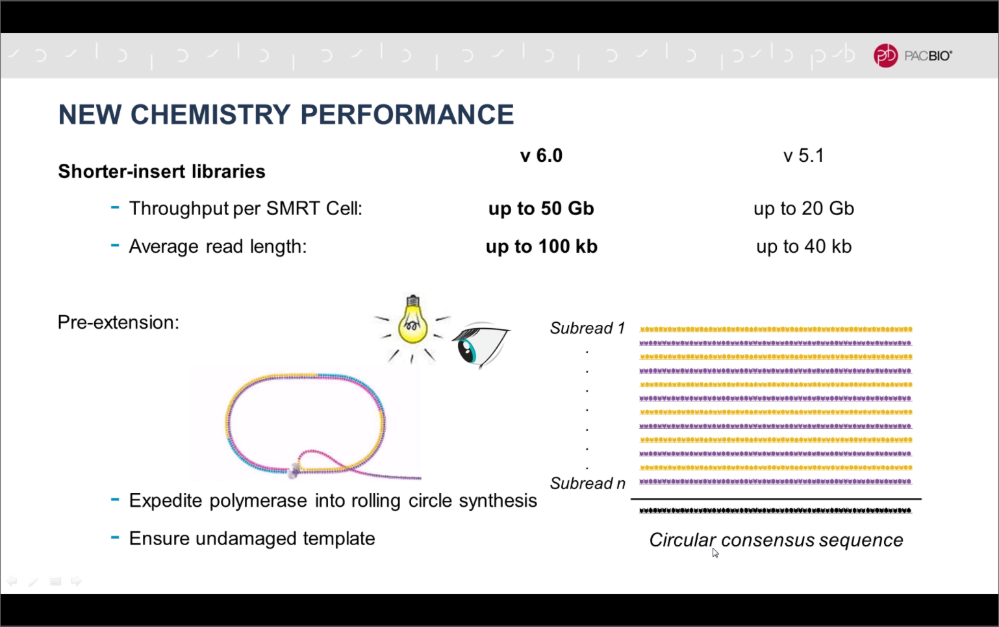 PACBIO®
NEW CHEMISTRY PERFORMANCE
v 6.0 v 5.1
Shorter-insert libraries
- Throughput per SMRT Cell: up to 50 Gb up to 20 Gb
- Average read length: up to 100 kb up to 40 kb
Pre-extension:
Subread 1
.
.
.
.
.
.
.
Subread n
- Expedite polymerase into rolling circle synthesis
- Ensure undamaged template
Circular consensus sequence